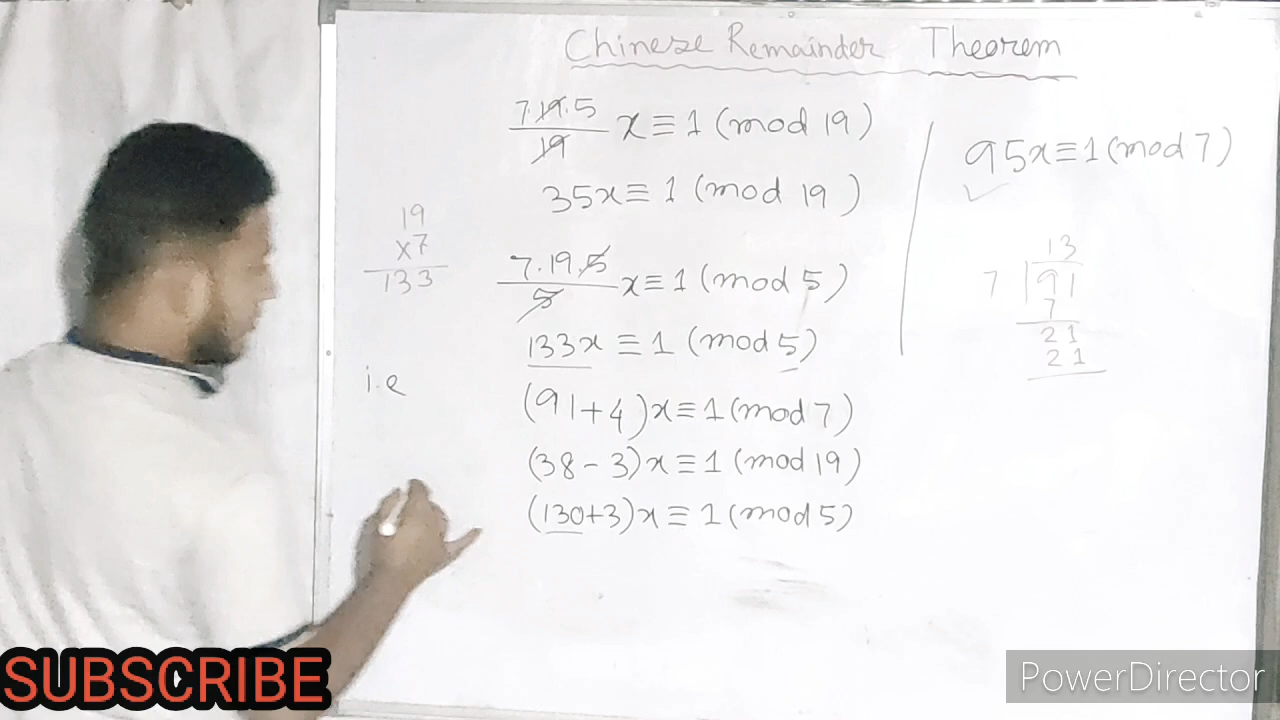 Chinese Remainder Theorem
7.19.5
19
x≡1 (mod 19)
35x≡ 1 (mod 19)
7.19.5
5
x≡1 (mod 5)
133x ≡1 (mod 5)
i.e
(91+4)x≡1(mod 7)
(38-3)x≡1 (mod 19)
(130+3)x≡1(mod 5)
19
x7
133
95x≡1(mod 7)
13
7 91
7
21
21
SUBSCRIBE
PowerDirector